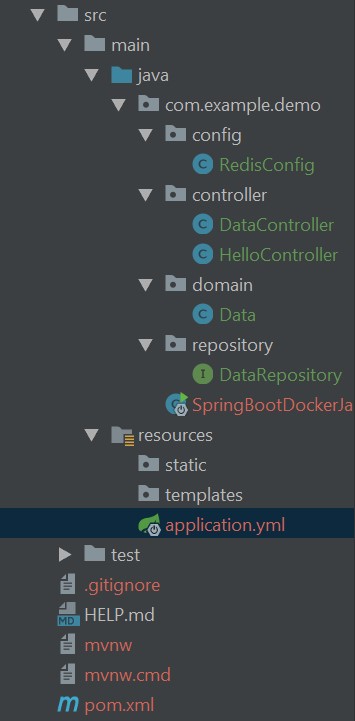 src
main
java
com.example.demo
config
C RedisConfig
controller
C DataController
C HelloController
domain
C Data
repository
I DataRepository
C SpringBootDockerJa
resources
static
templates
application.yml
test
.gitignore
MD HELP.md
mvnw
mvnw.cmd
m pom.xml